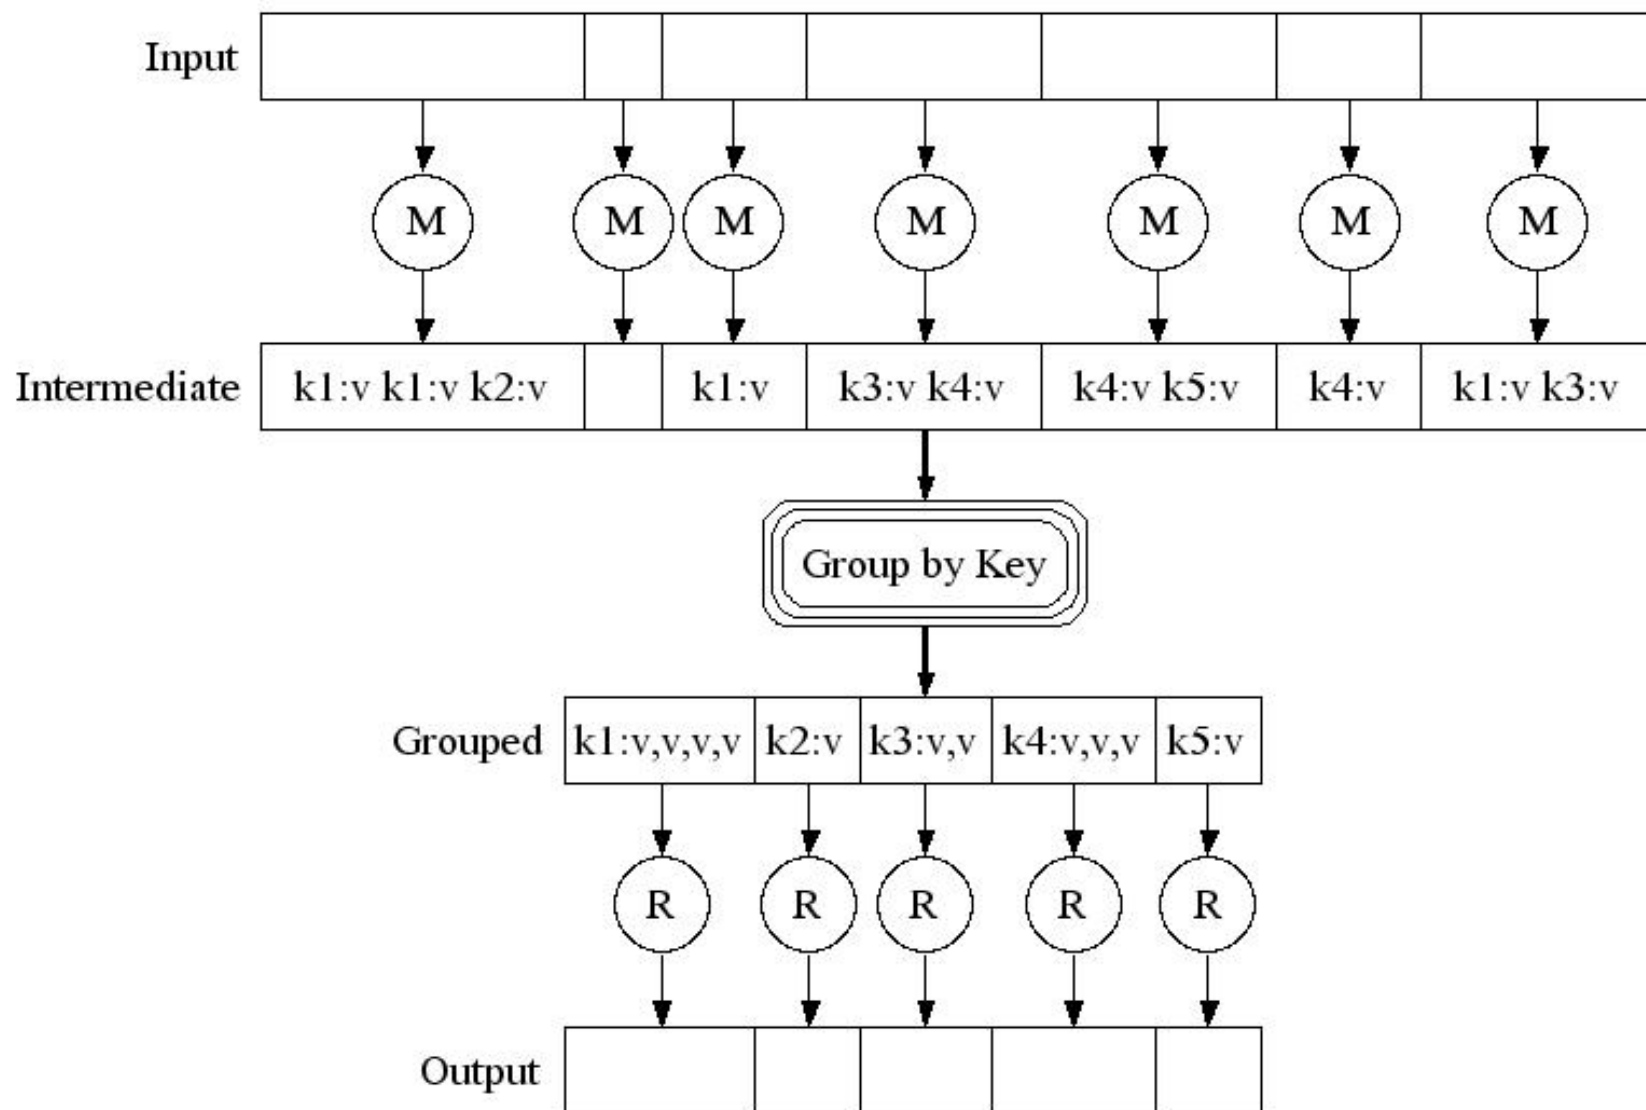 Input
M M M M M M M
Intermediate k1:v k1:v k2:v k1:v k3:v k4:v k4:v k5:v k4:v k1:v k3:v
Group by Key
Grouped k1:v,v,v,v k2:v k3:v,v k4:v,v,v k5:v
R R R R R
Output